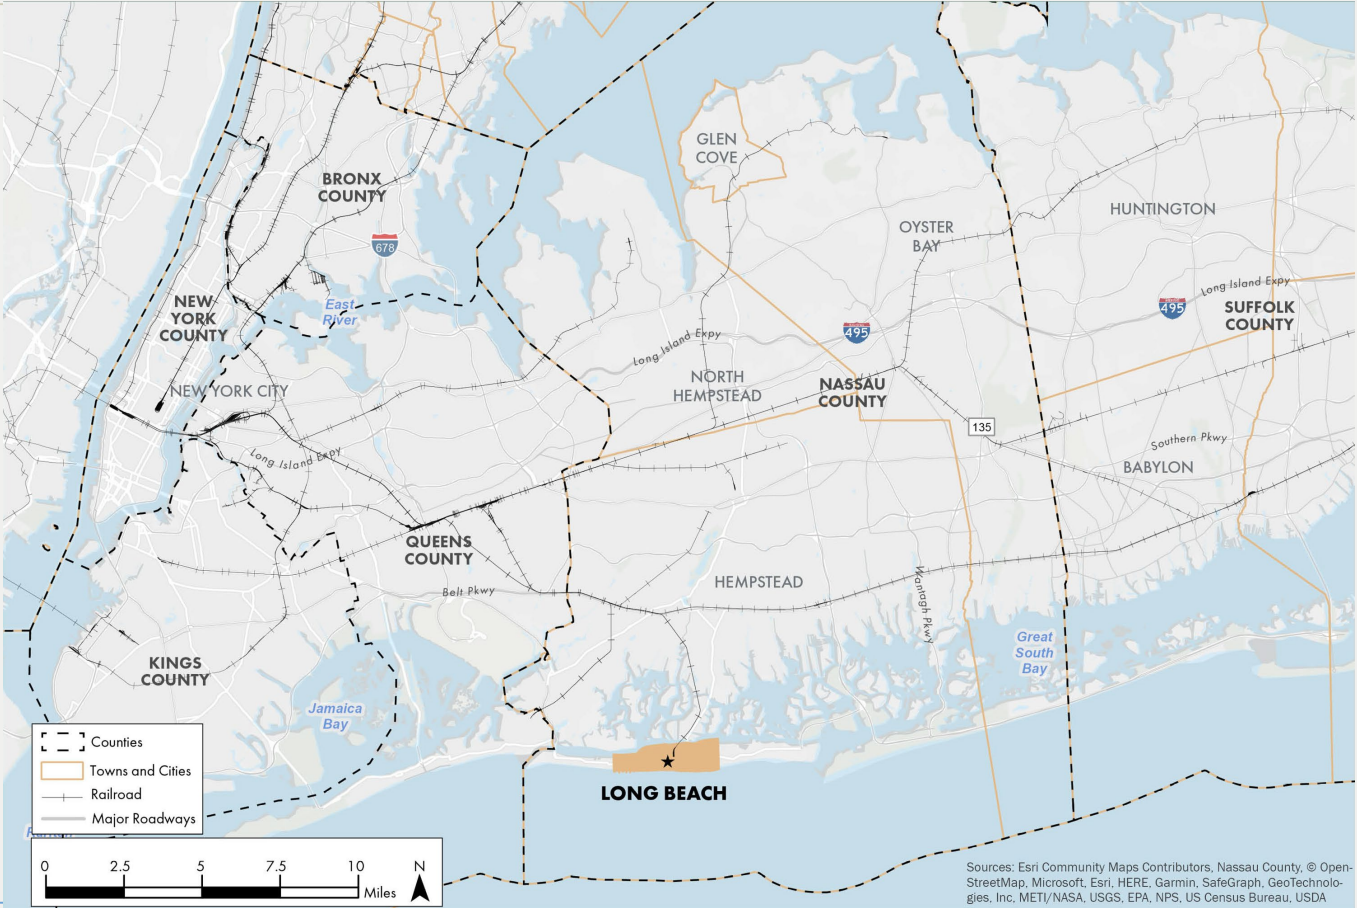 GLEN
COVE
BRONX
COUNTY
678
OYSTER
BAY
HUNTINGTON
NEW
YORK
COUNTY
East
River
Long Island Expy
495
SUFFOLK
COUNTY
495
Long Island Expy
NEW YORK CITY
NORTH
HEMPSTEAD
NASSAU
COUNTY
135
Southern Pkwy
BABYLON
Long Island Expy
QUEENS
COUNTY
HEMPSTEAD
Belt Pkwy
Wantagh Pkwy
KINGS
COUNTY
Great
South
Bay
Jamaica
Bay
LONG BEACH
Counties
Towns and Cities
Railroad
Major Roadways
0 2.5 5 7.5 10
Miles
N
Sources: Esri Community Maps Contributors, Nassau County, © Open-
StreetMap, Microsoft, Esri, HERE, Garmin, SafeGraph, GeoTechnolo-
gies, Inc, METI/NASA, USGS, EPA, NPS, US Census Bureau, USDA